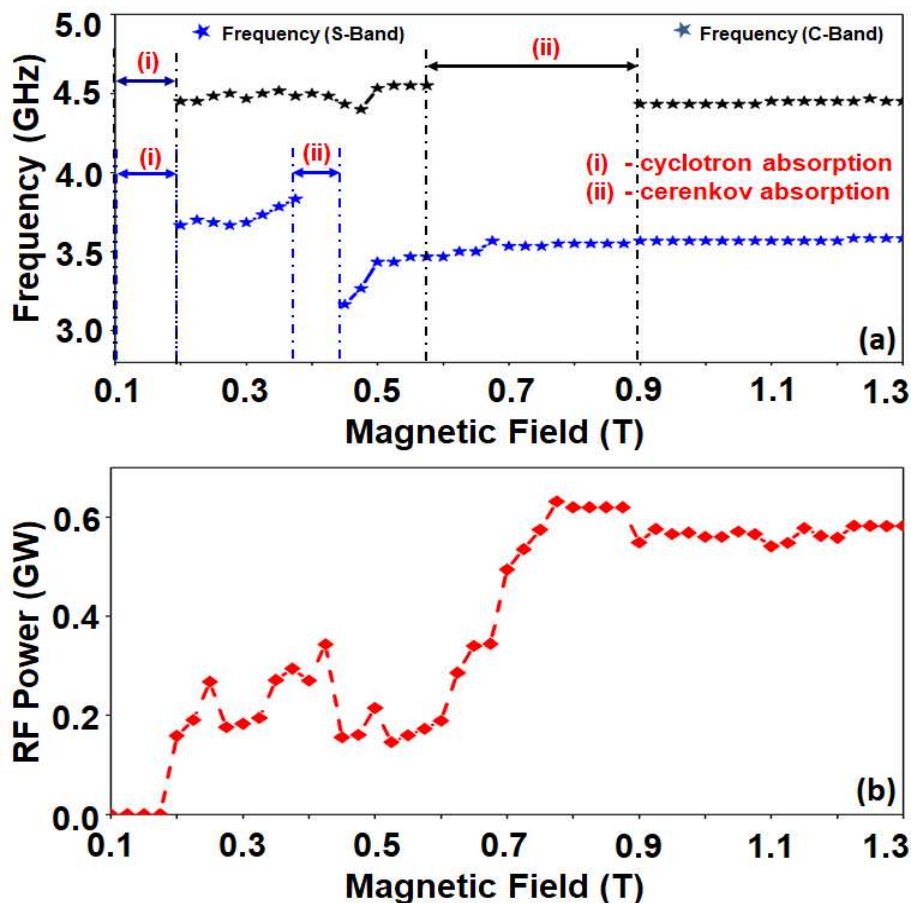 5.0
★ Frequency (S-Band) ★ Frequency (C-Band)
(i) (ii)
4.5
Frequency (GHz)
4.0
(i) (ii)
(i) - cyclotron absorption
(ii) - cerenkov absorption
3.5
3.0
(a)
0.1 0.3 0.5 0.7 0.9 1.1 1.3
Magnetic Field (T)
0.6
RF Power (GW)
0.4
0.2
0.0
(b)
0.1 0.3 0.5 0.7 0.9 1.1 1.3
Magnetic Field (T)